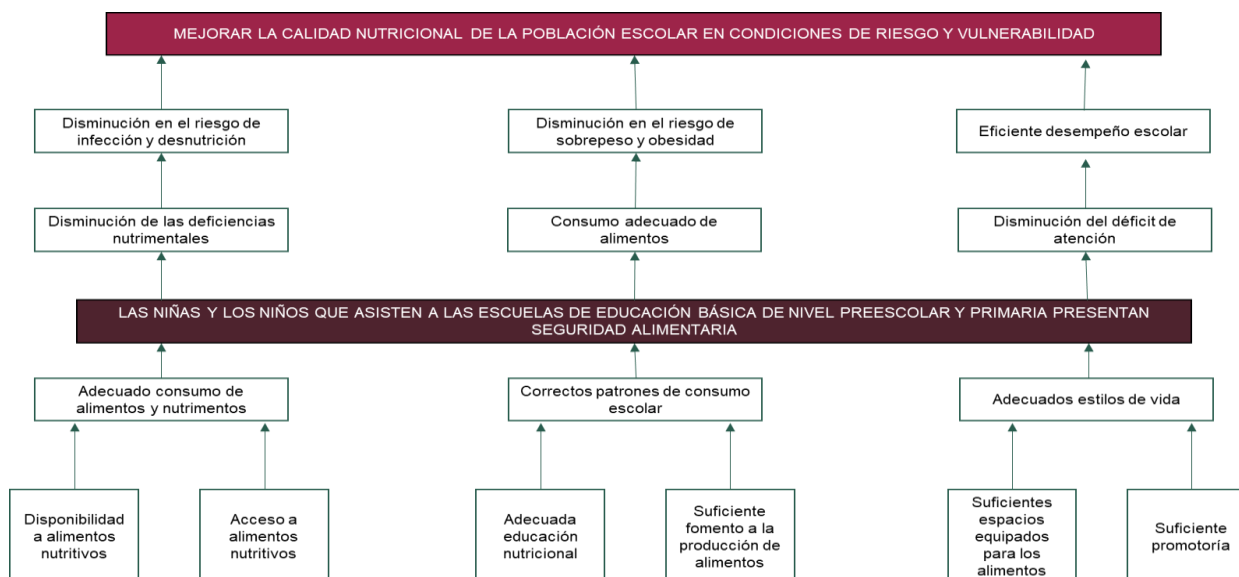 MEJORAR LA CALIDAD NUTRICIONAL DE LA POBLACIÓN ESCOLAR EN CONDICIONES DE RIESGO Y VULNERABILIDAD
Disminución en el riesgo de
infección y desnutrición
Disminución en el riesgo de
sobrepeso y obesidad
Eficiente desempeño escolar
Disminución de las deficiencias
nutrimentales
Consumo adecuado de
alimentos
Disminución del déficit de
atención
LAS NIÑAS Y LOS NIÑOS QUE ASISTEN A LAS ESCUELAS DE EDUCACIÓN BÁSICA DE NIVEL PREESCOLAR Y PRIMARIA PRESENTAN
SEGURIDAD ALIMENTARIA
Adecuado consumo de
alimentos y nutrimentos
Correctos patrones de consumo
escolar
Adecuados estilos de vida
Disponibilidad
a alimentos
nutritivos
Acceso a
alimentos
nutritivos
Adecuada
educación
nutricional
Suficiente
fomento a la
producción de
alimentos
Suficientes
espacios
equipados
para los
alimentos
Suficiente
promotoría